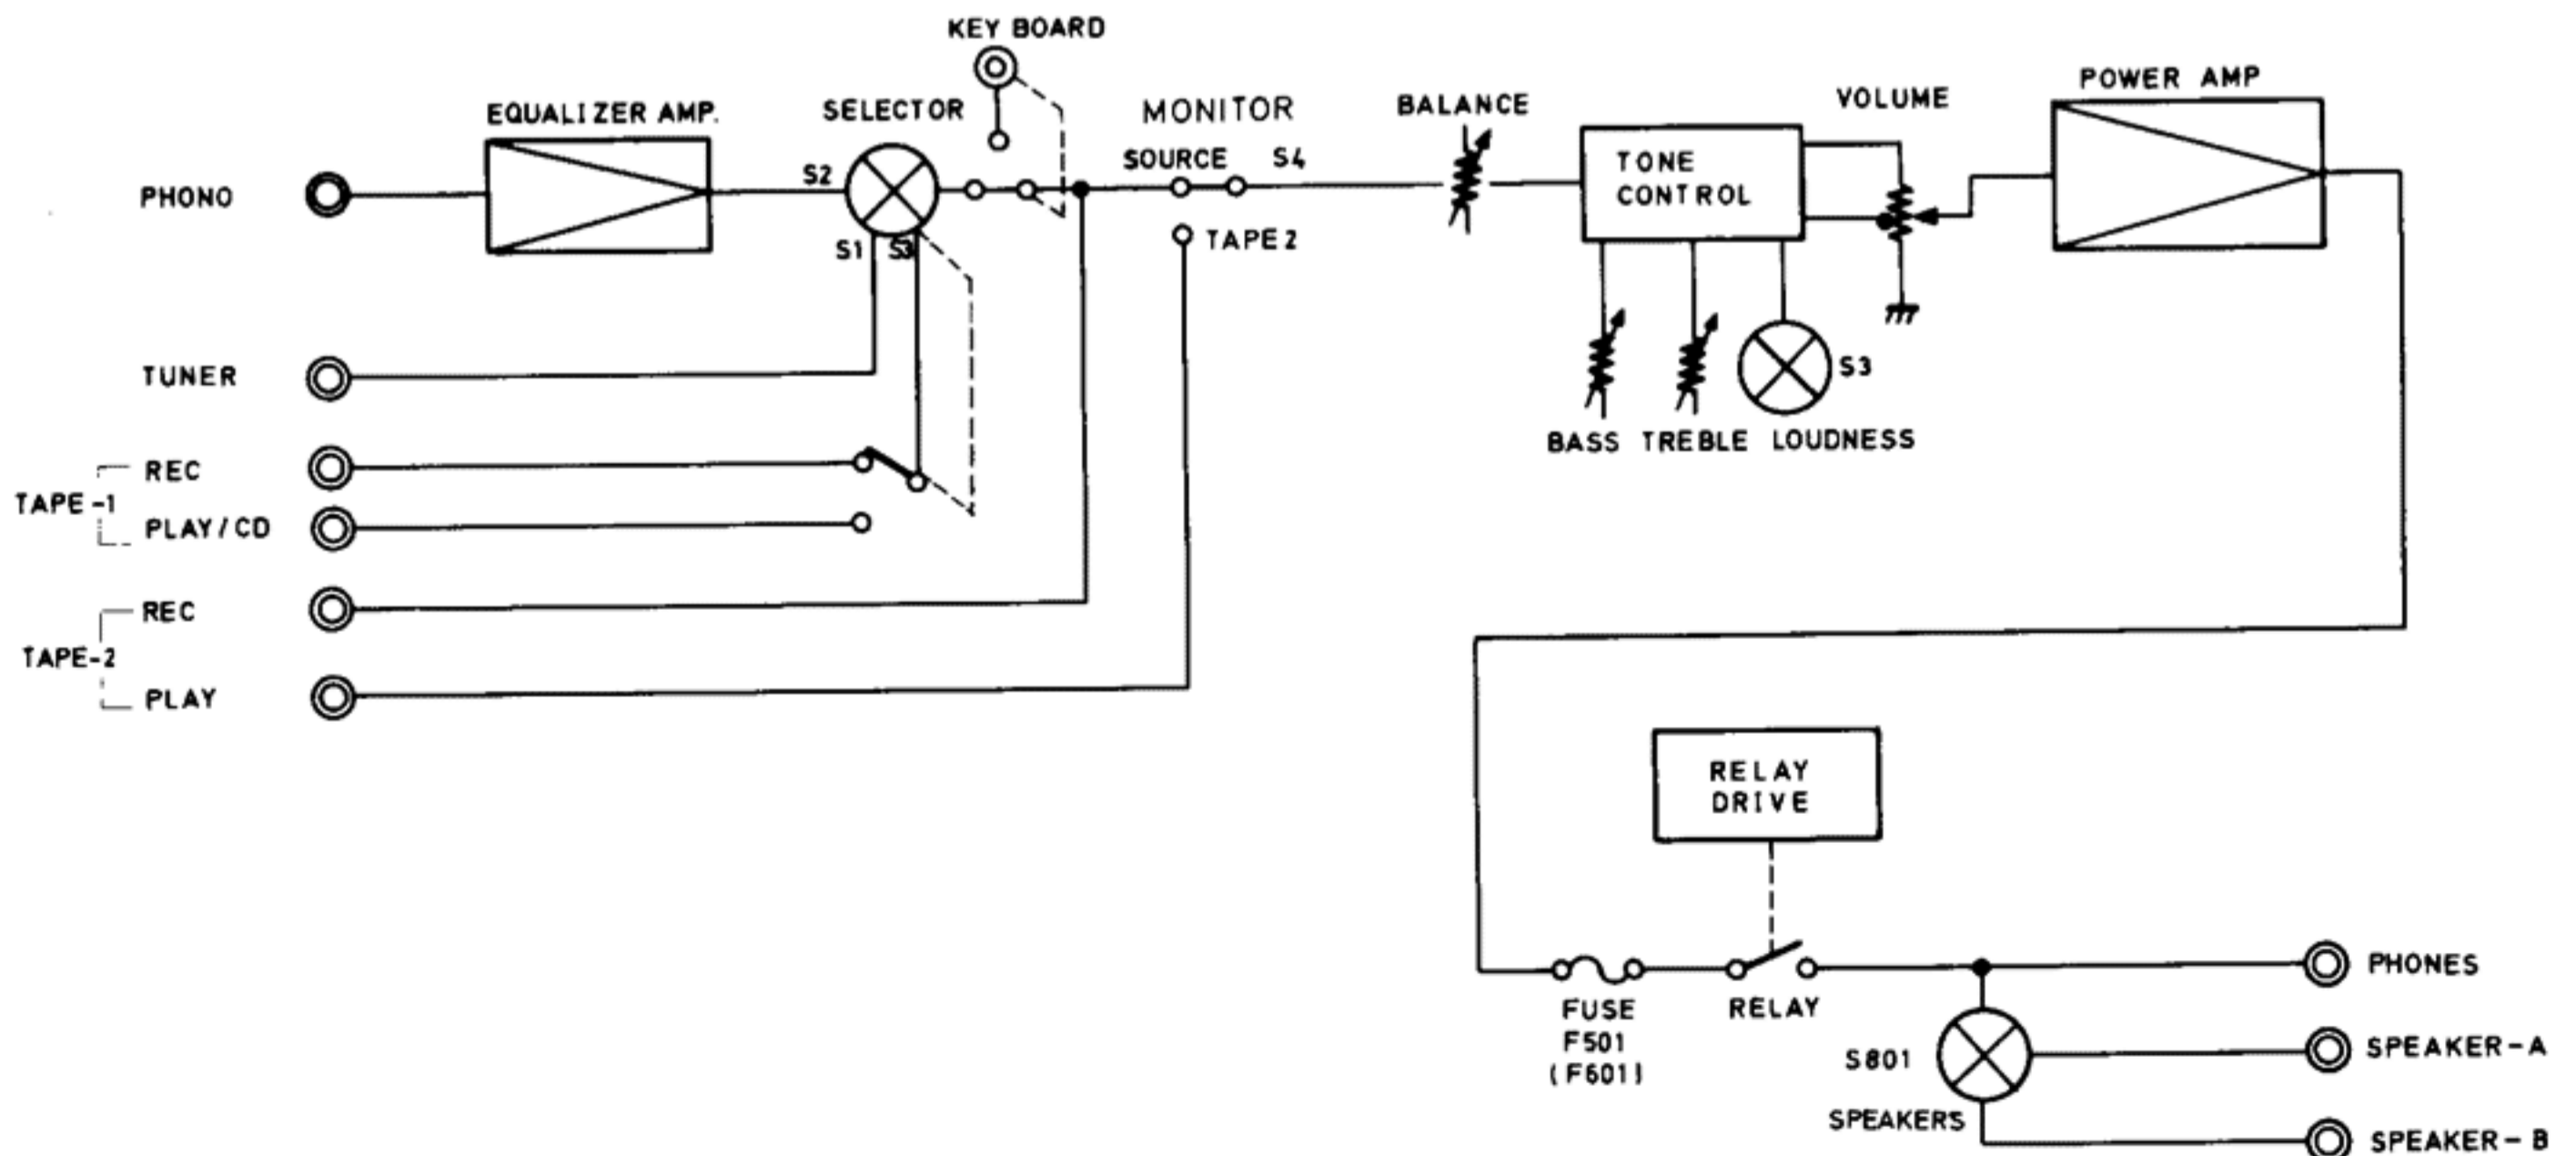 KEY BOARD
EQUALIZER AMP.
SELECTOR
MONITOR
BALANCE
VOLUME
POWER AMP
PHONO
S2
SOURCE S4
TONE
CONTROL
S1 S3
TAPE2
TUNER
S3
BASS TREBLE LOUDNESS
TAPE-1
REC
PLAY/CD
TAPE-2
REC
PLAY
RELAY
DRIVE
FUSE
F501
(F601)
RELAY
PHONES
S801
SPEAKERS
SPEAKER-A
SPEAKER-B